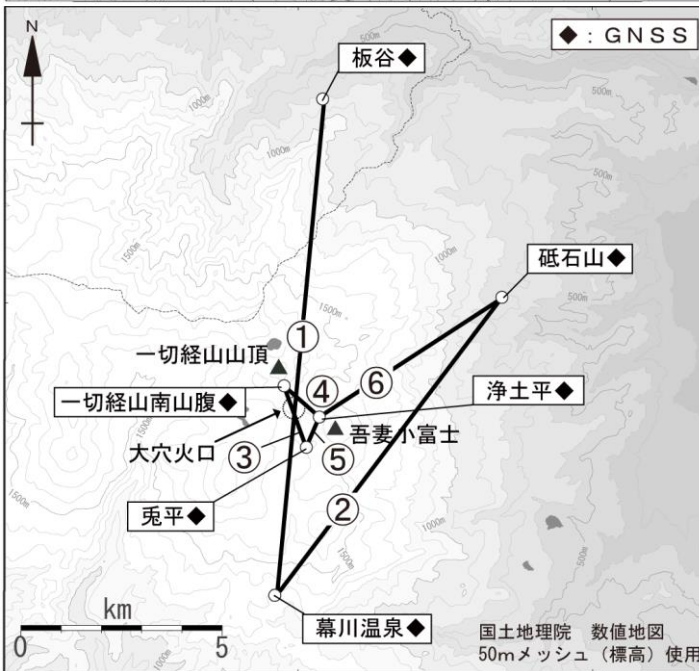 N
◆：GNSS
板谷◆
500m
500m
1000m
1000m
1500m
1500m
砥石山◆
①
一切経山山頂
④
⑥
一切経山南山腹◆
浄土平◆
大穴火口
吾妻小富士
③
⑤
兎平◆
②
1500m
1000m
1500m
500m
km
0 5
幕川温泉◆
国土地理院 数値地図
50mメッシュ（標高）使用